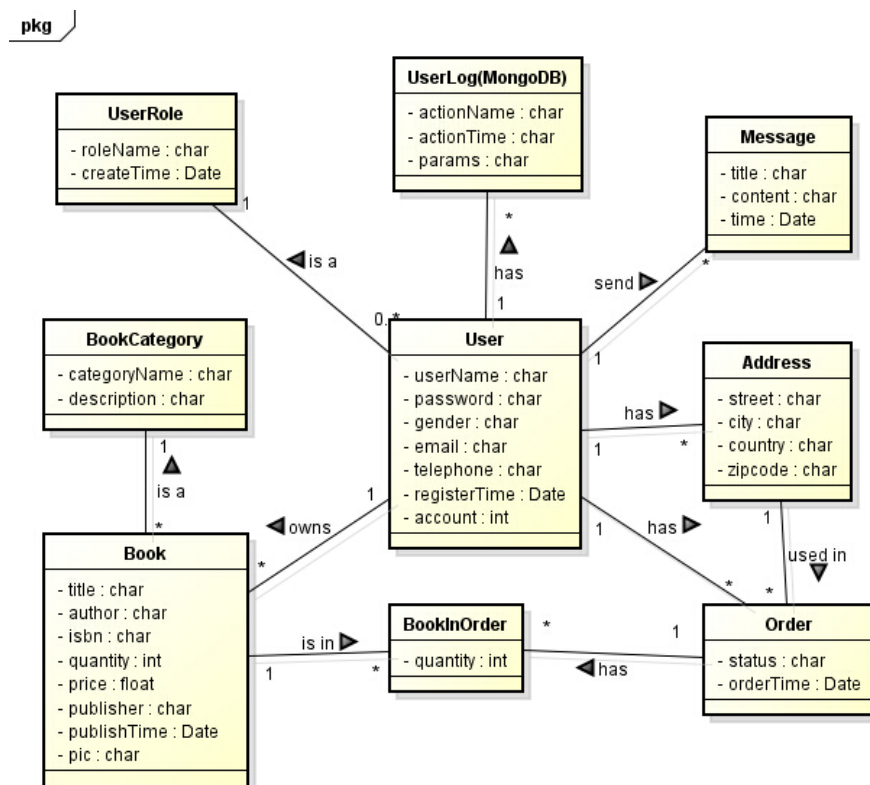 pkg
UserLog(MongoDB)
- actionName : char
- actionTime : char
- params : char
UserRole
- roleName : char
- createTime : Date
Message
- title : char
- content : char
- time : Date
1
*
is a
has
send
*
1
0..*
1
BookCategory
- categoryName : char
- description : char
User
- userName : char
- password : char
- gender : char
- email : char
- telephone : char
- registerTime : Date
- account : int
1
Address
- street : char
- city : char
- country : char
- zipcode : char
has
1
*
1
is a
*
1
owns
*
has
1
*
1
used in
*
Book
- title : char
- author : char
- isbn : char
- quantity : int
- price : float
- publisher : char
- publishTime : Date
- pic : char
is in
1
*
BookInOrder
- quantity : int
*
1
has
Order
- status : char
- orderTime : Date